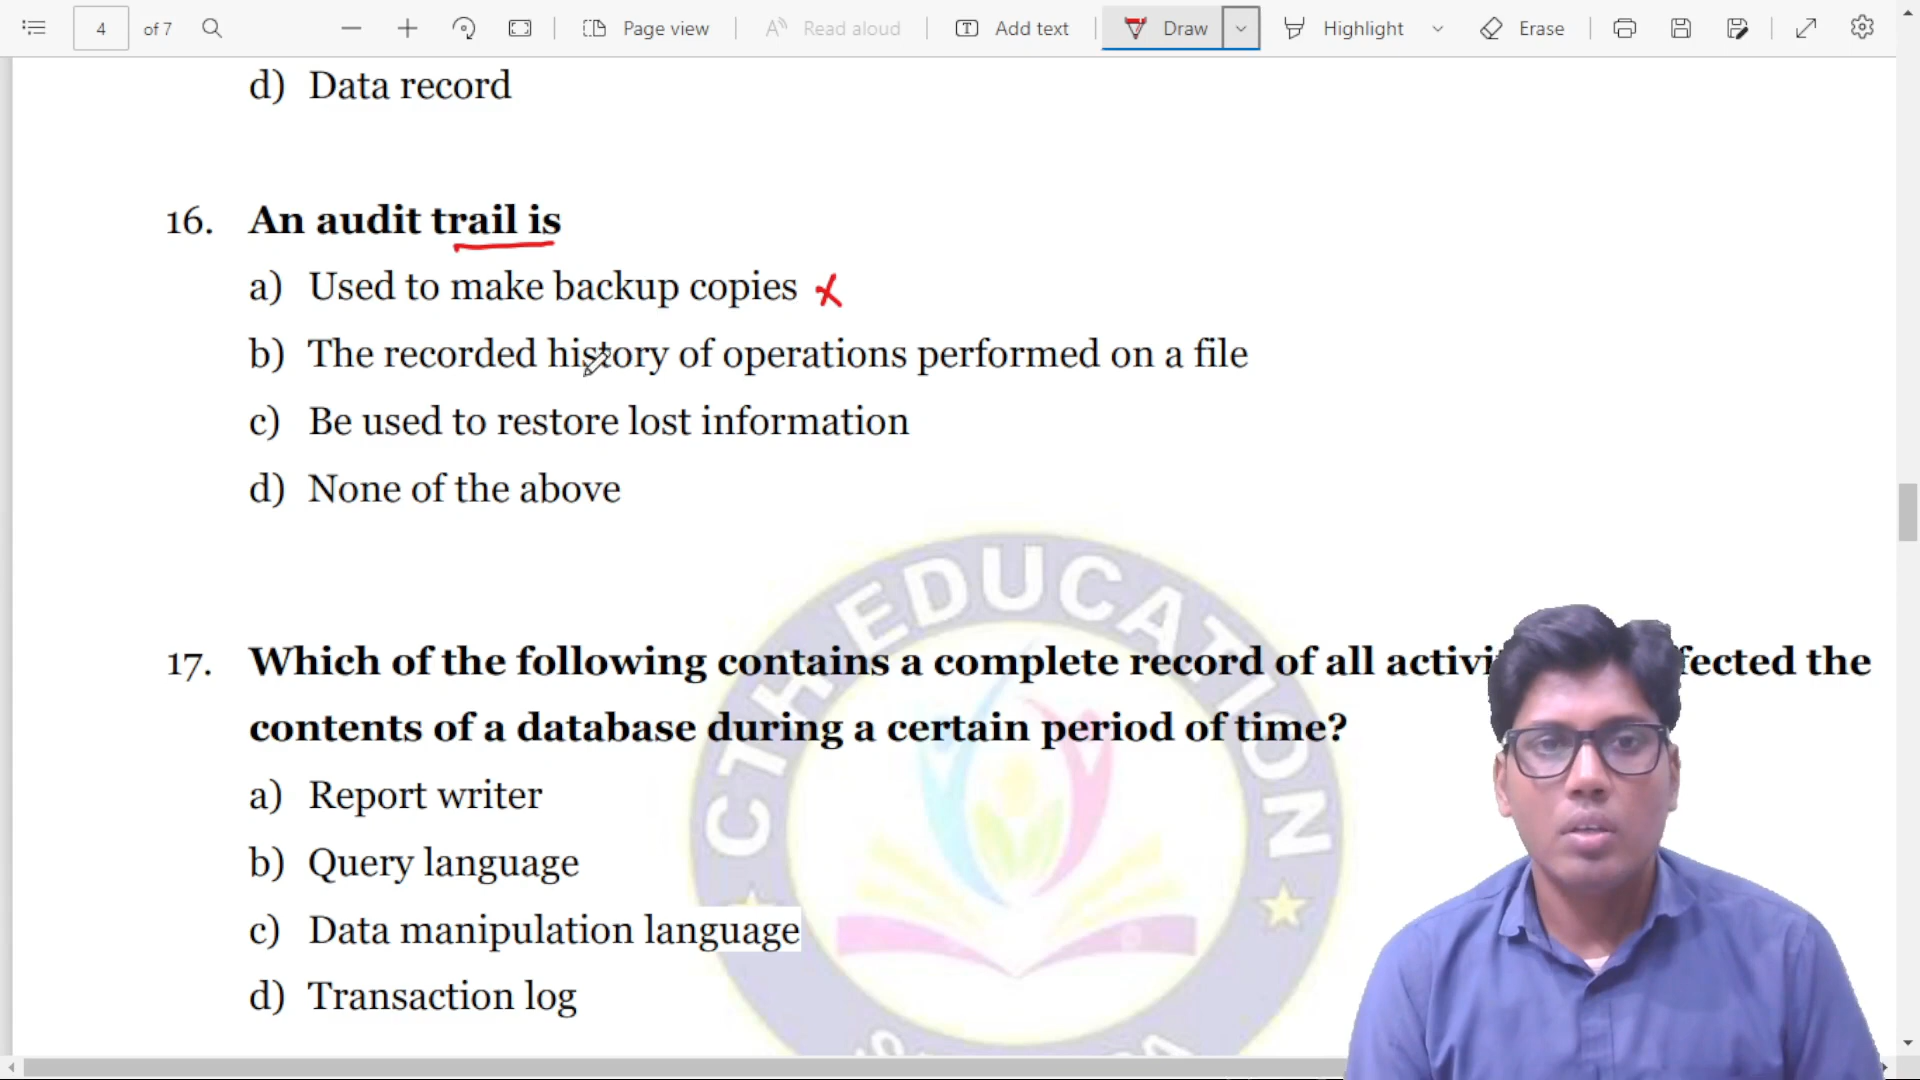 4 of 7 Page view Read aloud Add text Draw Highlight Erase
d) Data record
16. An audit trail is
a) Used to make backup copies
b) The recorded history of operations performed on a file
c) Be used to restore lost information
d) None of the above
17. Which of the following contains a complete record of all fected the
contents of a database during a certain period of time?
a) Report writer
b) Query language
c) Data manipulation language
d) Transaction log
CTH EDUCATION